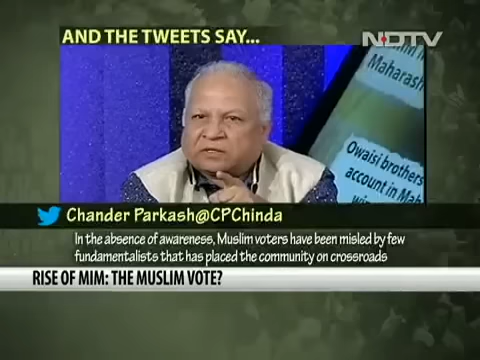 AND THE TWEETS SAY...
NDTV
Maharash
Owaisi brothers
account in Mah
Chander Parkash@CPChinda
In the absence of awareness, Muslim voters have been misled by few
fundamentalists that has placed the community on crossroads
RISE OF MIM: THE MUSLIM VOTE?